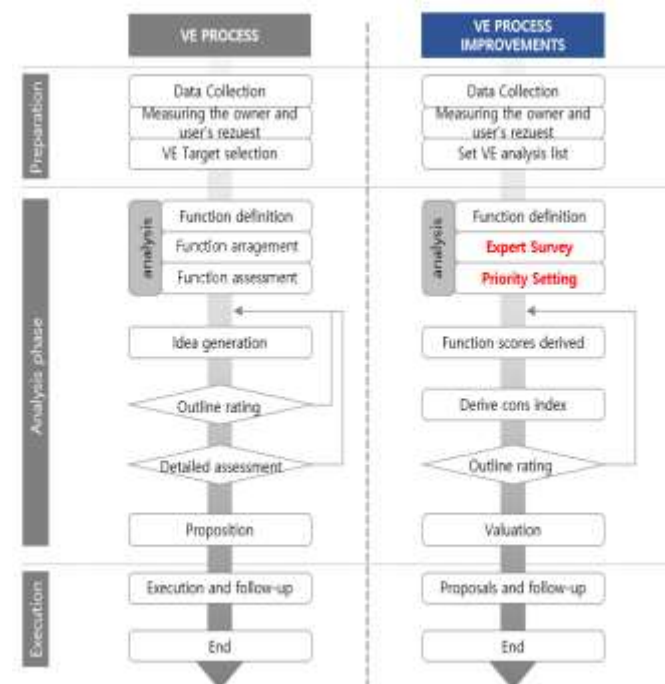 VE PROCESS
VE PROCESS
IMPROVEMENTS
Preparation
Data Collection
Measuring the owner and
user's rezuest
VE Target selection
Data Collection
Measuring the owner and
user's rezuest
Set VE analysis list
Analysis phase
analysis
Function definition
Function arragement
Function assessment
Idea generation
Outline rating
Detailed assessment
Proposition
analysis
Function definition
Expert Survey
Priority Setting
Function scores derived
Derive cons index
Outline rating
Valuation
Execution
Execution and follow-up
End
Proposals and follow-up
End